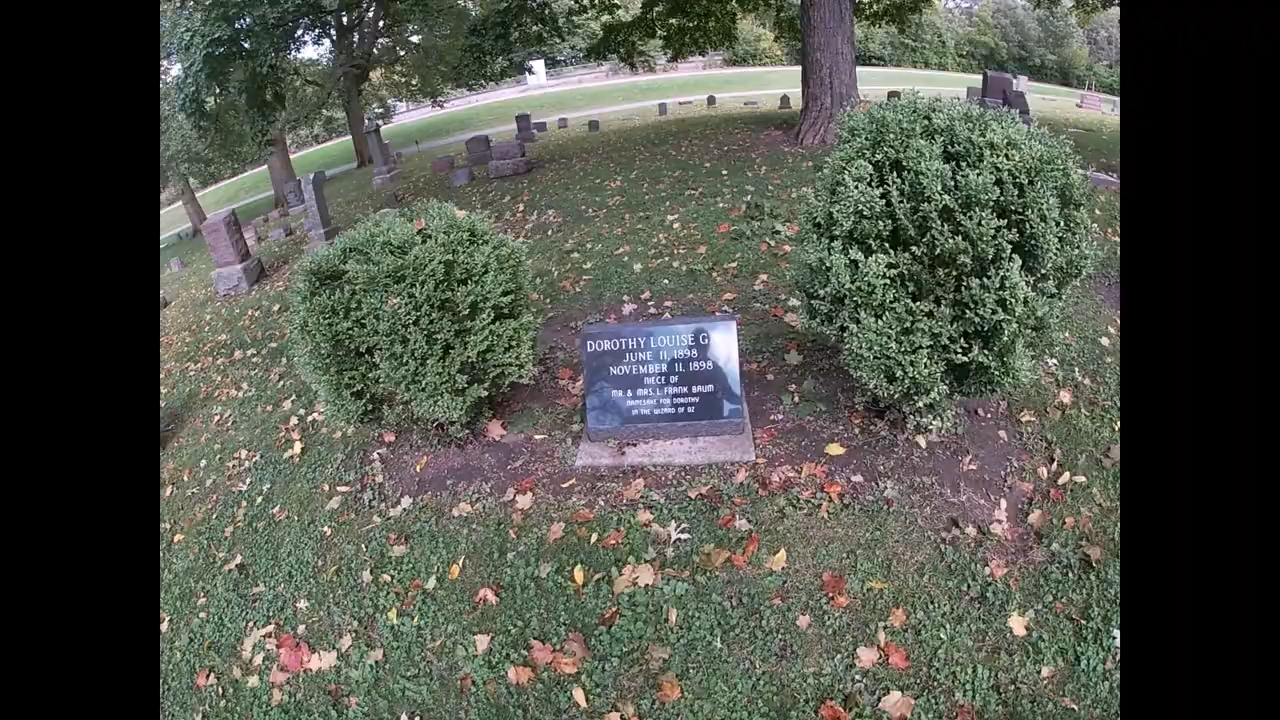 DOROTHY LOUISE G
JUNE 11, 1898
NOVEMBER 11, 1898
NIECE OF
MR. & MRS. L. FRANK BAUM
NAMESAKE FOR DOROTHY
IN THE WIZARD OF OZ